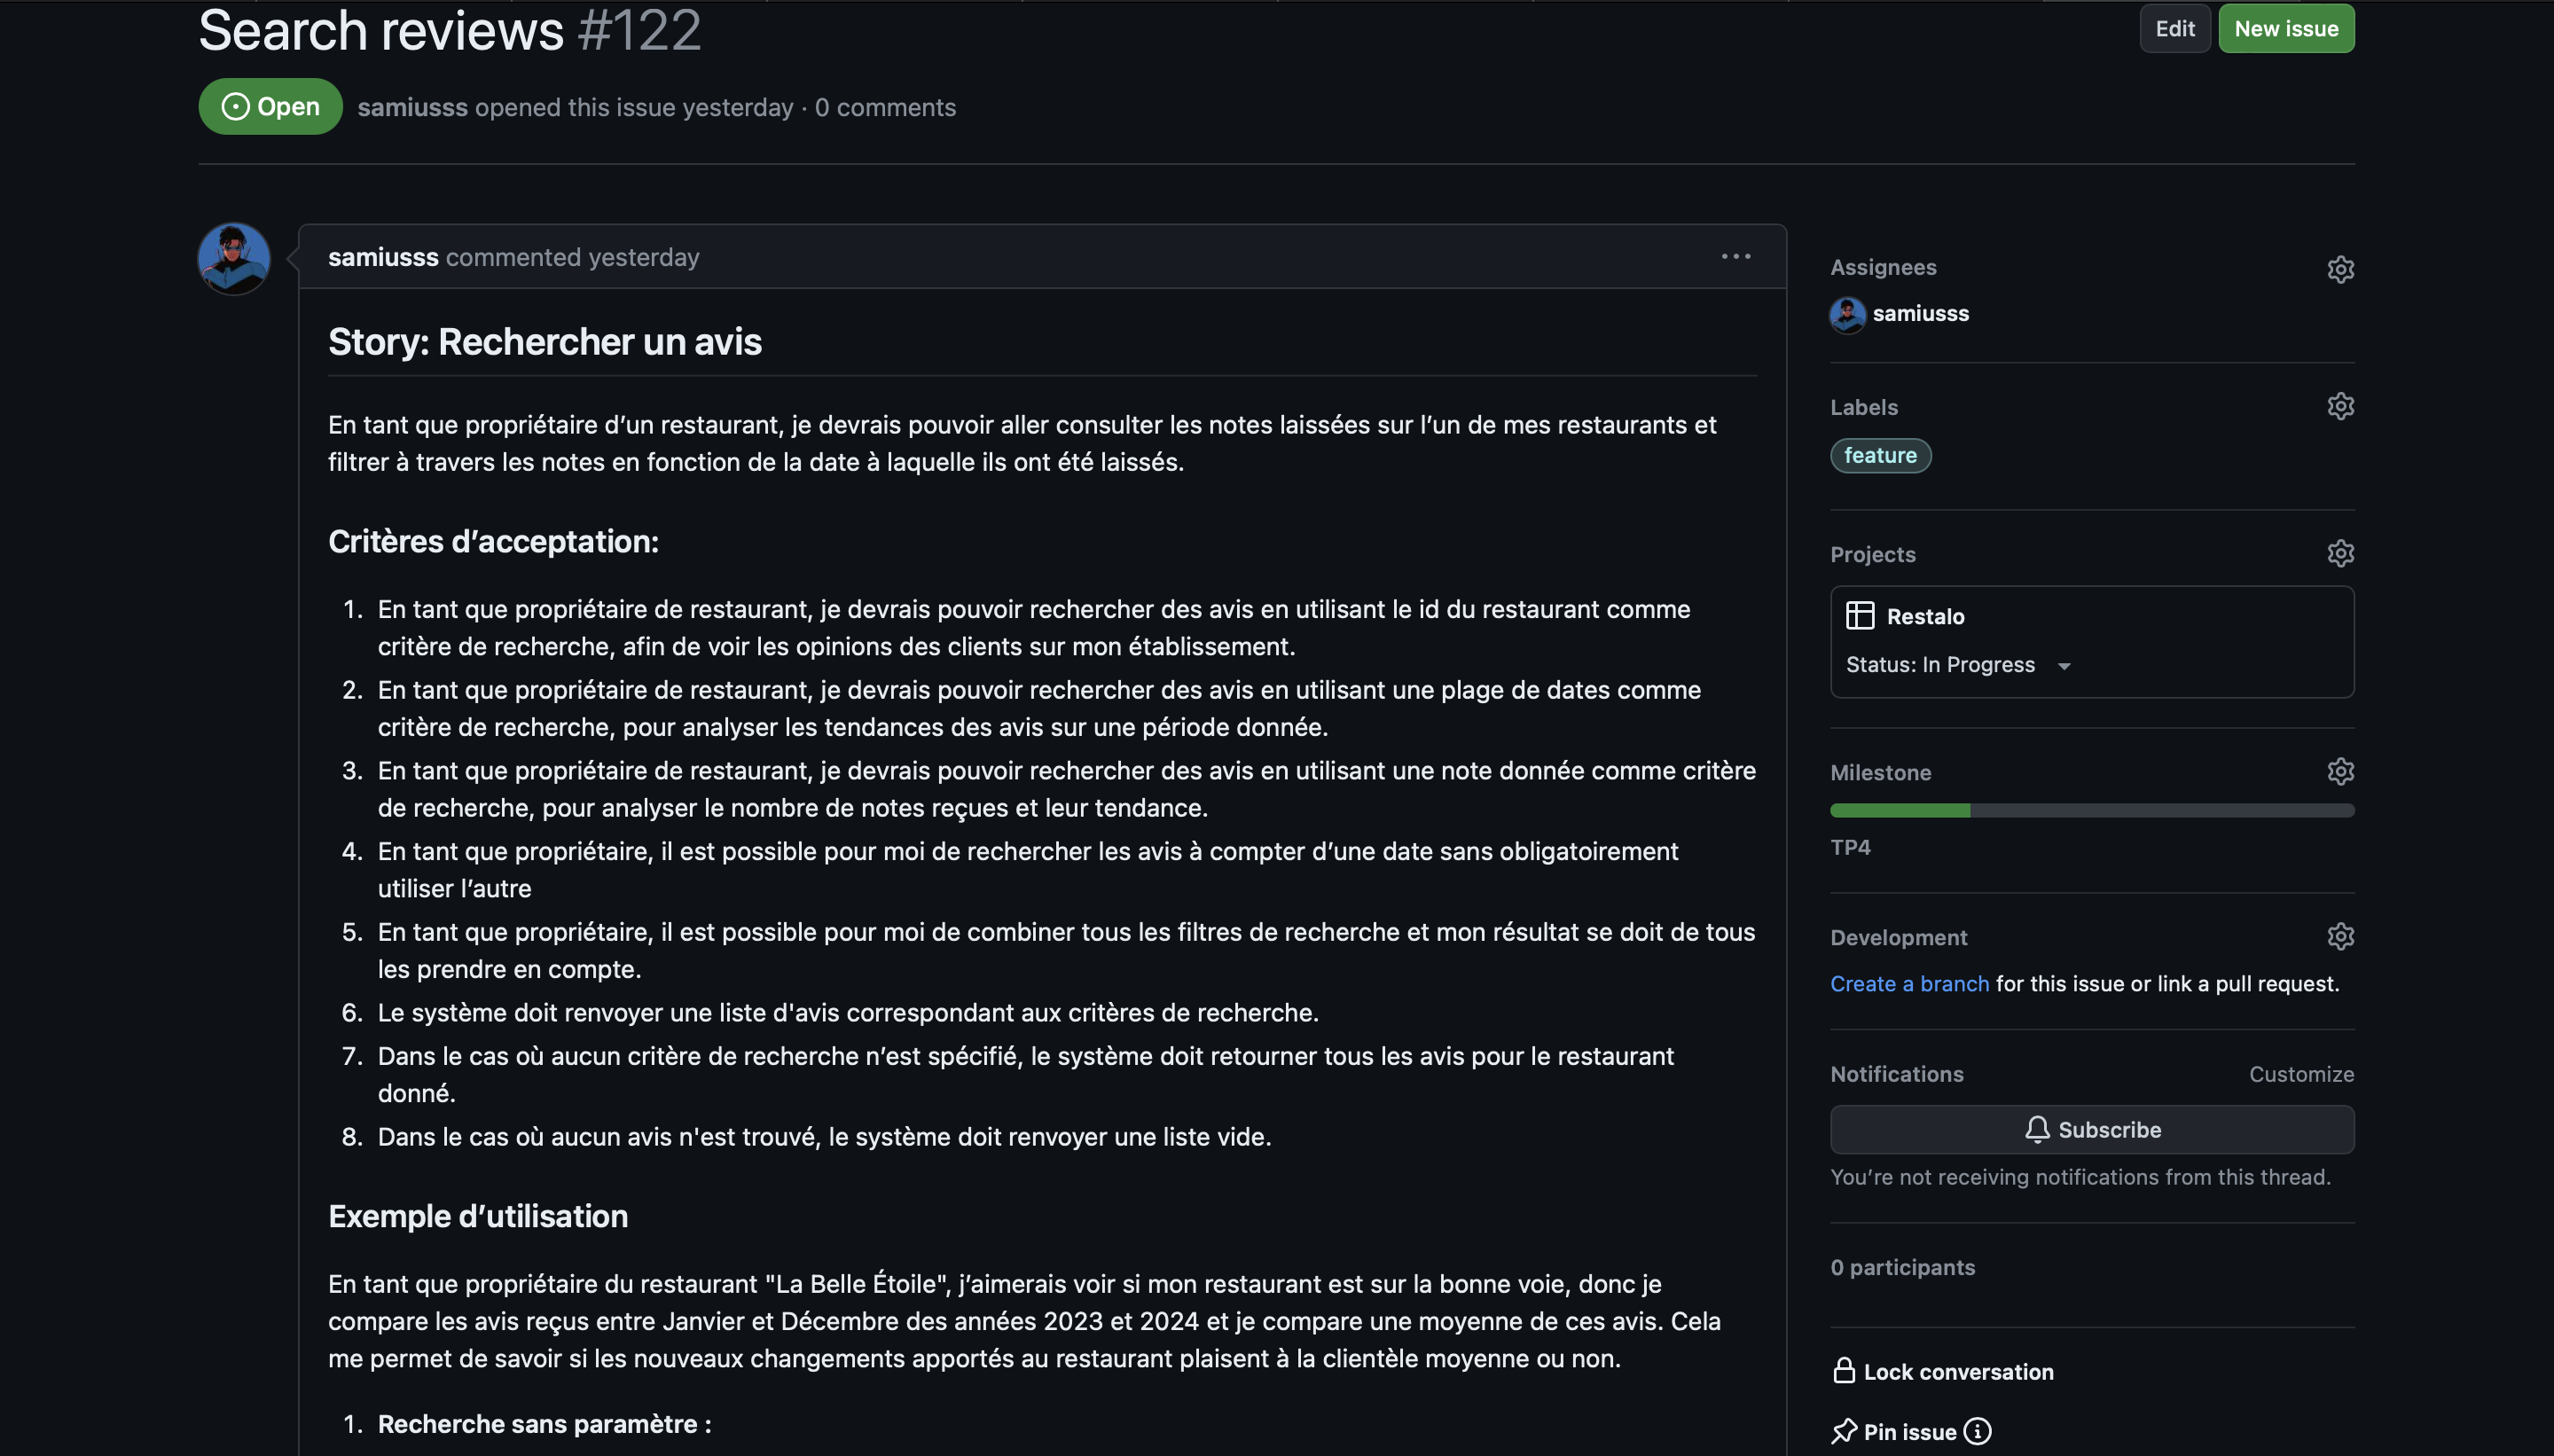 Search reviews #122
Edit
New issue
Open
samiusss opened this issue yesterday · 0 comments
samiusss commented yesterday
Story: Rechercher un avis
En tant que propriétaire d’un restaurant, je devrais pouvoir aller consulter les notes laissées sur l’un de mes restaurants et
filtrer à travers les notes en fonction de la date à laquelle ils ont été laissés.
Critères d’acceptation:
1. En tant que propriétaire de restaurant, je devrais pouvoir rechercher des avis en utilisant le id du restaurant comme
critère de recherche, afin de voir les opinions des clients sur mon établissement.
2. En tant que propriétaire de restaurant, je devrais pouvoir rechercher des avis en utilisant une plage de dates comme
critère de recherche, pour analyser les tendances des avis sur une période donnée.
3. En tant que propriétaire de restaurant, je devrais pouvoir rechercher des avis en utilisant une note donnée comme critère
de recherche, pour analyser le nombre de notes reçues et leur tendance.
4. En tant que propriétaire, il est possible pour moi de rechercher les avis à compter d’une date sans obligatoirement
utiliser l’autre
5. En tant que propriétaire, il est possible pour moi de combiner tous les filtres de recherche et mon résultat se doit de tous
les prendre en compte.
6. Le système doit renvoyer une liste d'avis correspondant aux critères de recherche.
7. Dans le cas où aucun critère de recherche n’est spécifié, le système doit retourner tous les avis pour le restaurant
donné.
8. Dans le cas où aucun avis n'est trouvé, le système doit renvoyer une liste vide.
Exemple d’utilisation
En tant que propriétaire du restaurant "La Belle Étoile", j’aimerais voir si mon restaurant est sur la bonne voie, donc je
compare les avis reçus entre Janvier et Décembre des années 2023 et 2024 et je compare une moyenne de ces avis. Cela
me permet de savoir si les nouveaux changements apportés au restaurant plaisent à la clientèle moyenne ou non.
1. Recherche sans paramètre :
Assignees
samiusss
Labels
feature
Projects
Restalo
Status: In Progress
Milestone
TP4
Development
Create a branch for this issue or link a pull request.
Notifications
Customize
Subscribe
You’re not receiving notifications from this thread.
0 participants
Lock conversation
Pin issue